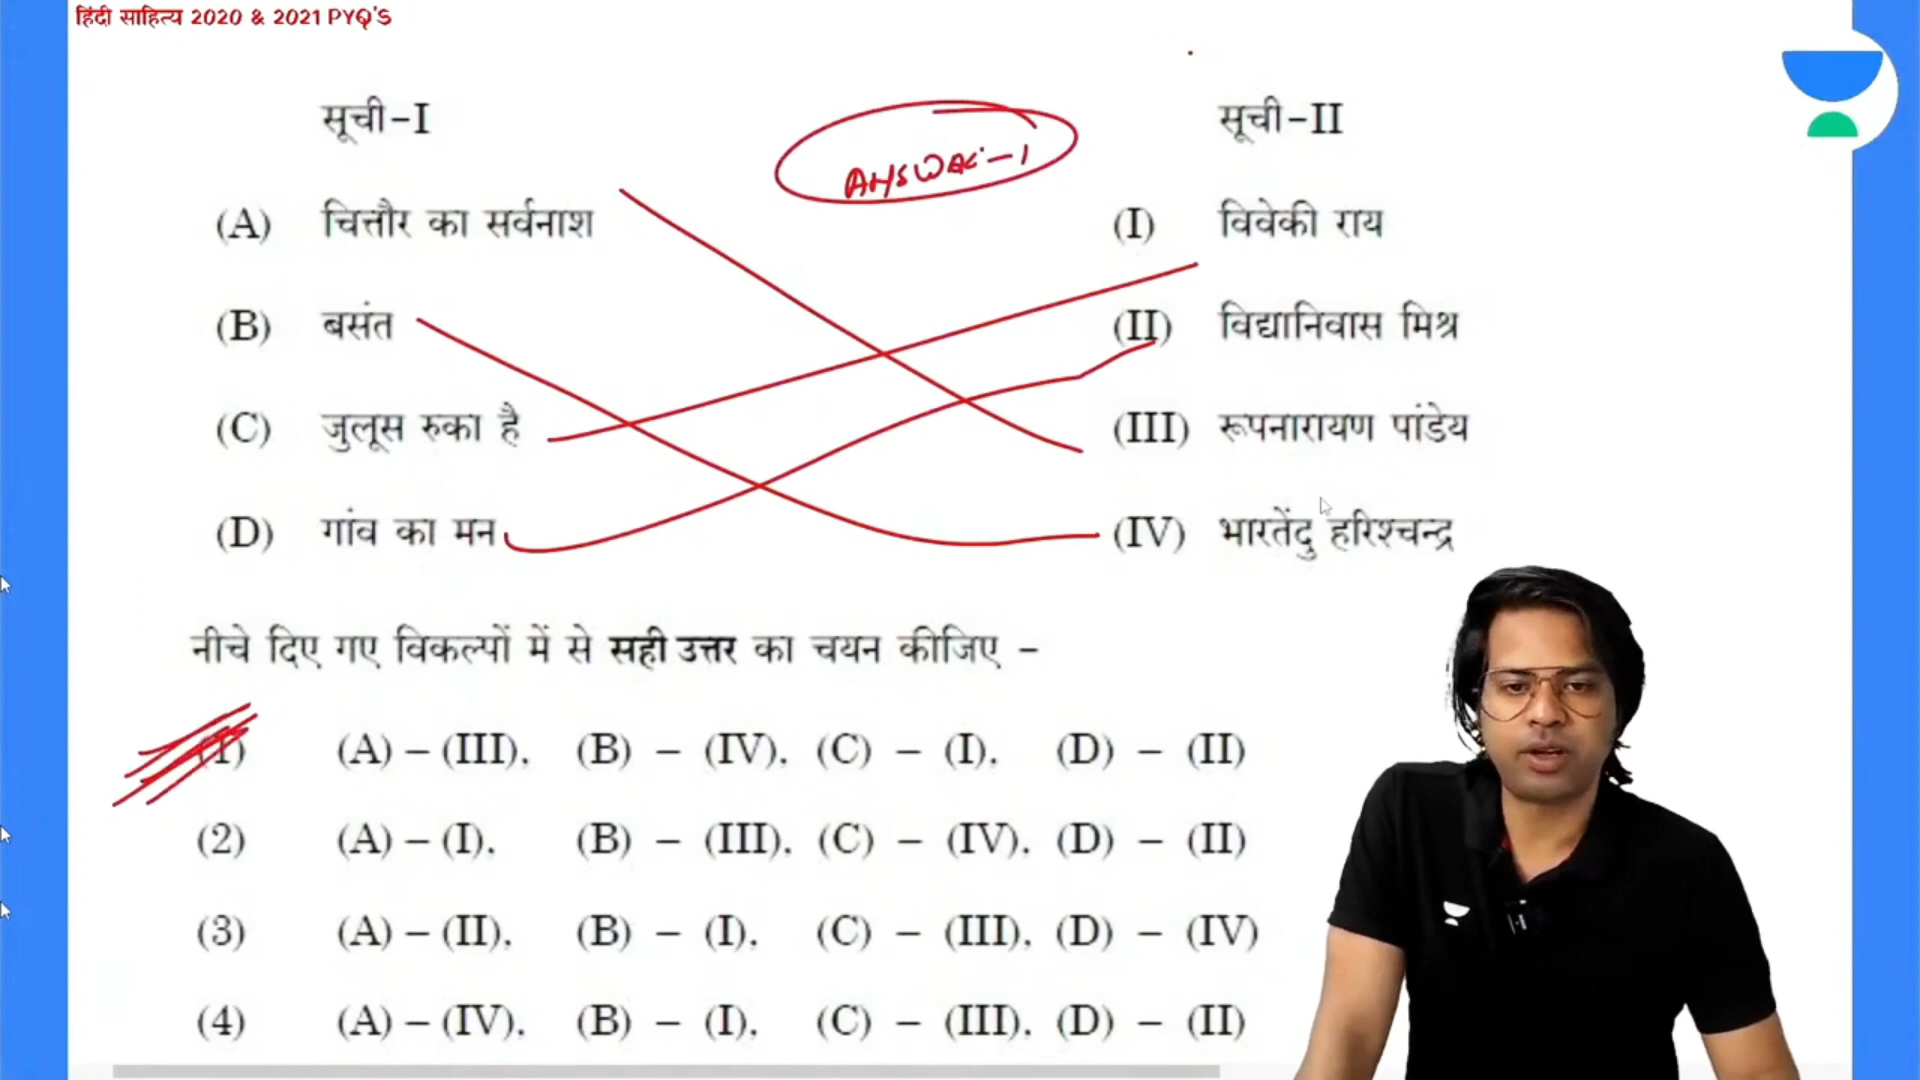 हिंदी साहित्य 2020 & 2021 PYQ'S
सूची-I सूची-II
ANSWER-1
(A) चित्तौर का सर्वनाश (I) विवेकी राय
(B) बसंत (II) विद्यानिवास मिश्र
(C) जुलूस रुका है (III) रूपनारायण पांडेय
(D) गांव का मन (IV) भारतेंदु हरिश्चन्द्र
नीचे दिए गए विकल्पों में से सही उत्तर का चयन कीजिए –
(1) (A) – (III). (B) – (IV). (C) – (I). (D) – (II)
(2) (A) – (I). (B) – (III). (C) – (IV). (D) – (II)
(3) (A) – (II). (B) – (I). (C) – (III). (D) – (IV)
(4) (A) – (IV). (B) – (I). (C) – (III). (D) – (II)